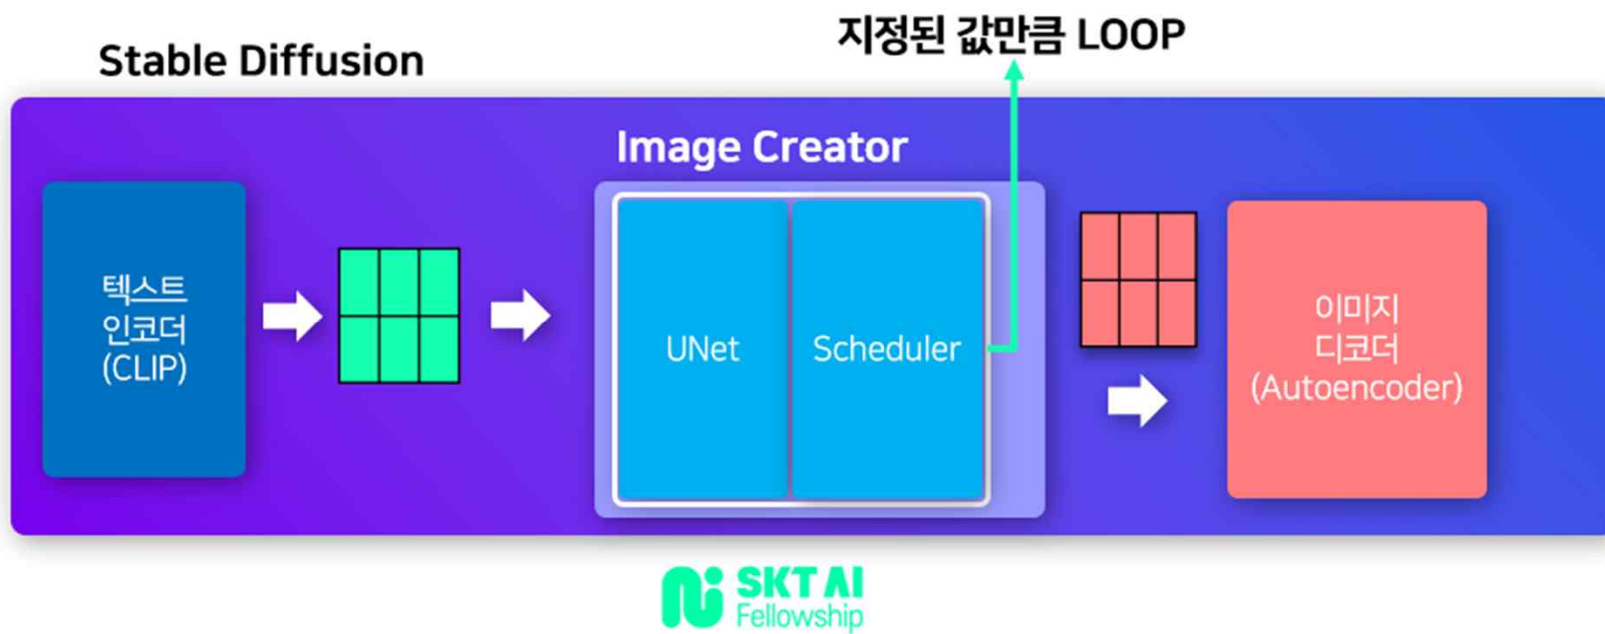 지정된 값만큼 LOOP
Stable Diffusion
Image Creator
텍스트
인코더
(CLIP)
UNet
Scheduler
이미지
디코더
(Autoencoder)
SKT AI
Fellowship